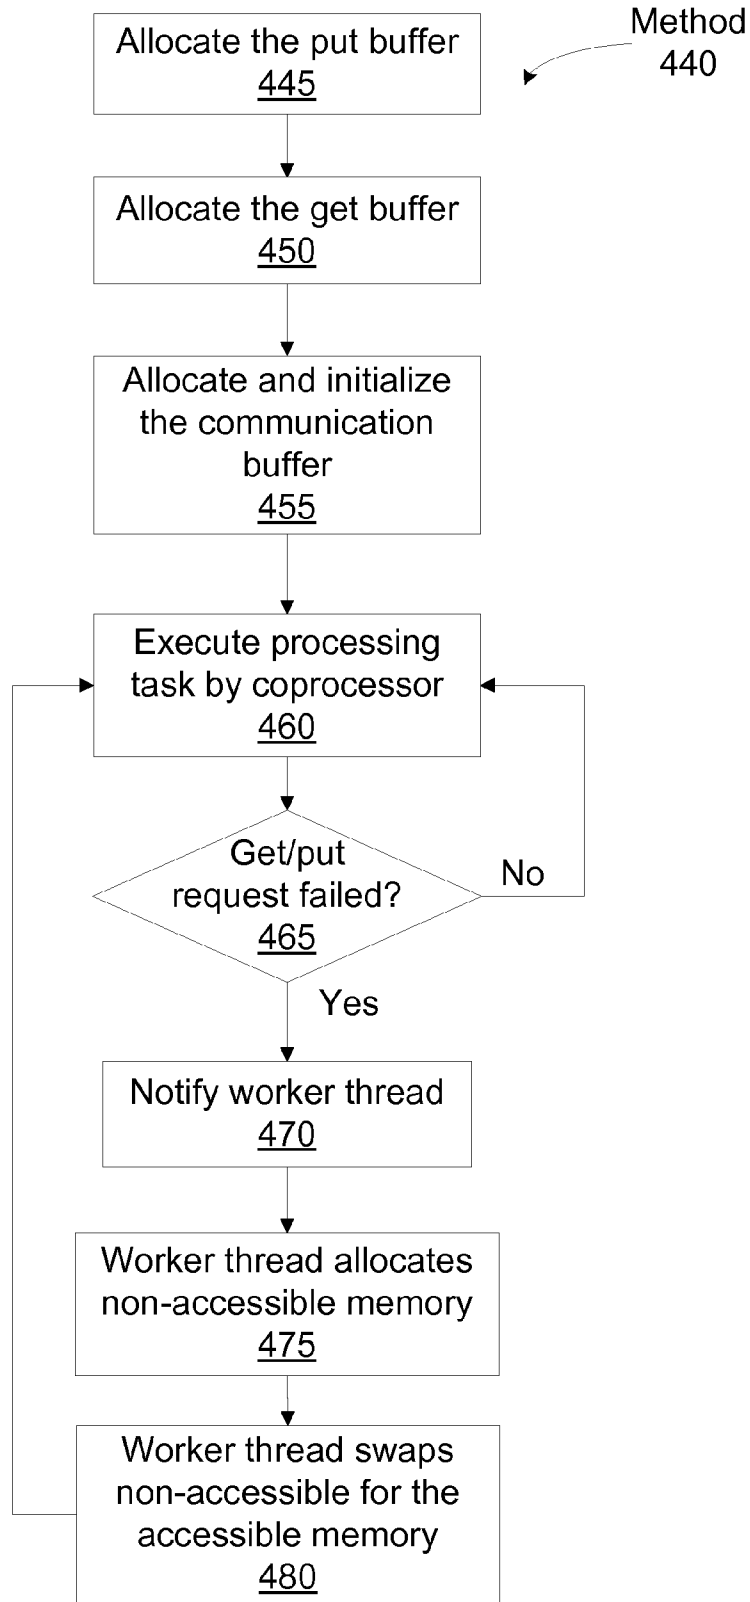 Allocate the put buffer
445
Method
440
Allocate the get buffer
450
Allocate and initialize
the communication
buffer
455
Execute processing
task by coprocessor
460
Get/put
request failed?
465
No
Yes
Notify worker thread
470
Worker thread allocates
non-accessible memory
475
Worker thread swaps
non-accessible for the
accessible memory
480